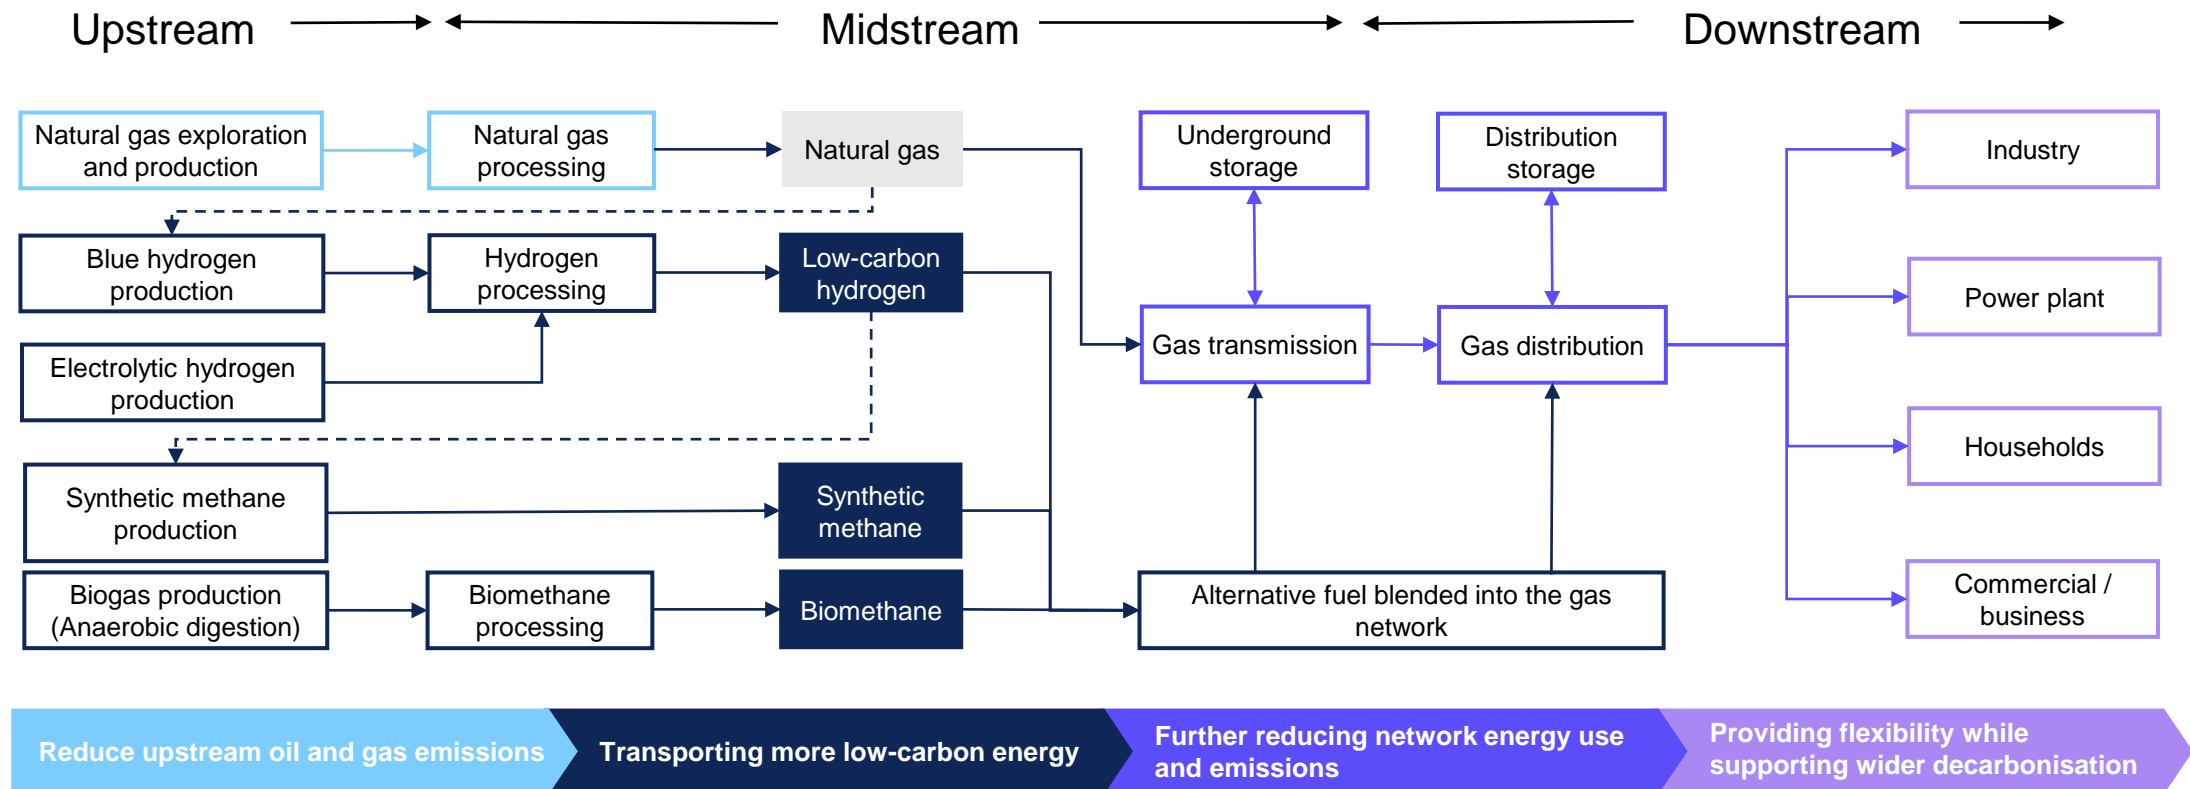 Upstream
Midstream
Downstream
Natural gas exploration
and production
Natural gas
processing
Natural gas
Underground
storage
Distribution
storage
Industry
Blue hydrogen
production
Hydrogen
processing
Low-carbon
hydrogen
Power plant
Electrolytic hydrogen
production
Gas transmission
Gas distribution
Households
Synthetic methane
production
Synthetic
methane
Biogas production
(Anaerobic digestion)
Biomethane
processing
Biomethane
Alternative fuel blended into the gas
network
Commercial /
business
Reduce upstream oil and gas emissions
Transporting more low-carbon energy
Further reducing network energy use
and emissions
Providing flexibility while
supporting wider decarbonisation